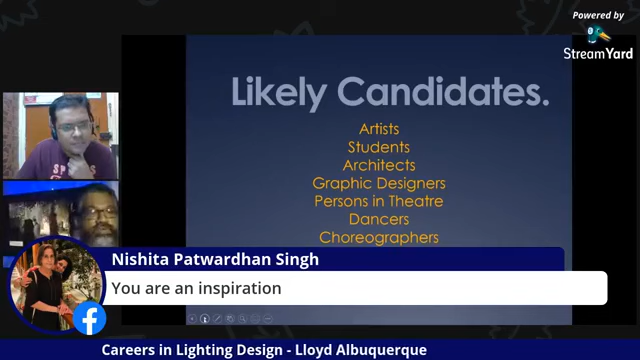 Powered by
StreamYard
Likely Candidates.
Artists
Students
Architects
Graphic Designers
Persons in Theatre
Dancers
Choreographers
Nishita Patwardhan Singh
You are an inspiration
Careers in Lighting Design - Lloyd Albuquerque